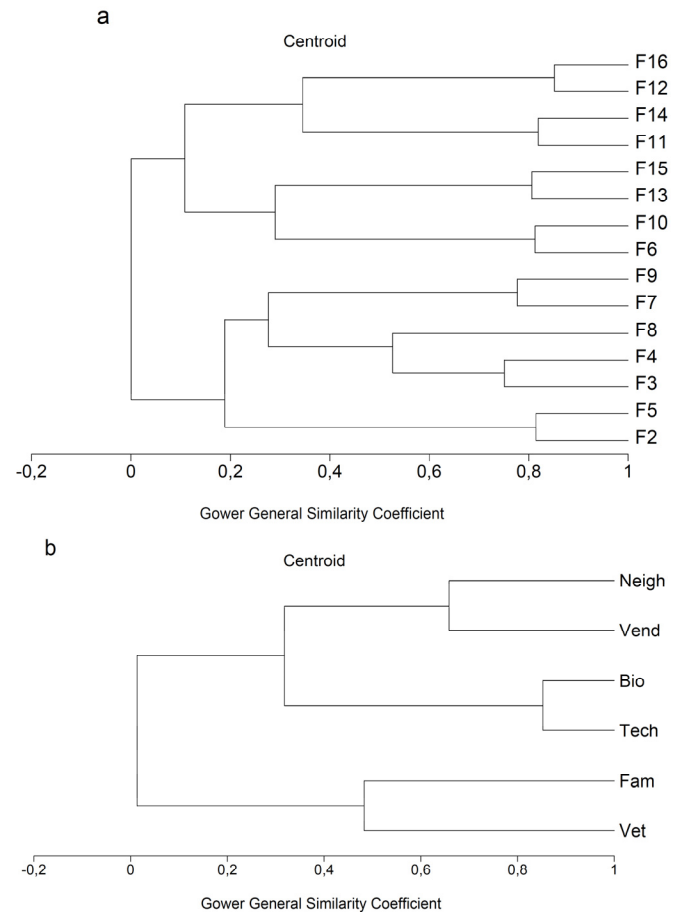 a
Centroid
F16
F12
F14
F11
F15
F13
F10
F6
F9
F7
F8
F4
F3
F5
F2
-0,2 0 0,2 0,4 0,6 0,8 1
Gower General Similarity Coefficient
b
Centroid
Neigh
Vend
Bio
Tech
Fam
Vet
-0,2 0 0,2 0,4 0,6 0,8 1
Gower General Similarity Coefficient